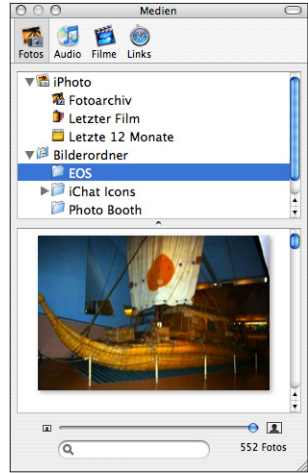 Medien
Fotos Audio Filme Links
iPhoto
Fotoarchiv
Letzter Film
Letzte 12 Monate
Bilderordner
EOS
iChat Icons
Photo Booth
552 Fotos